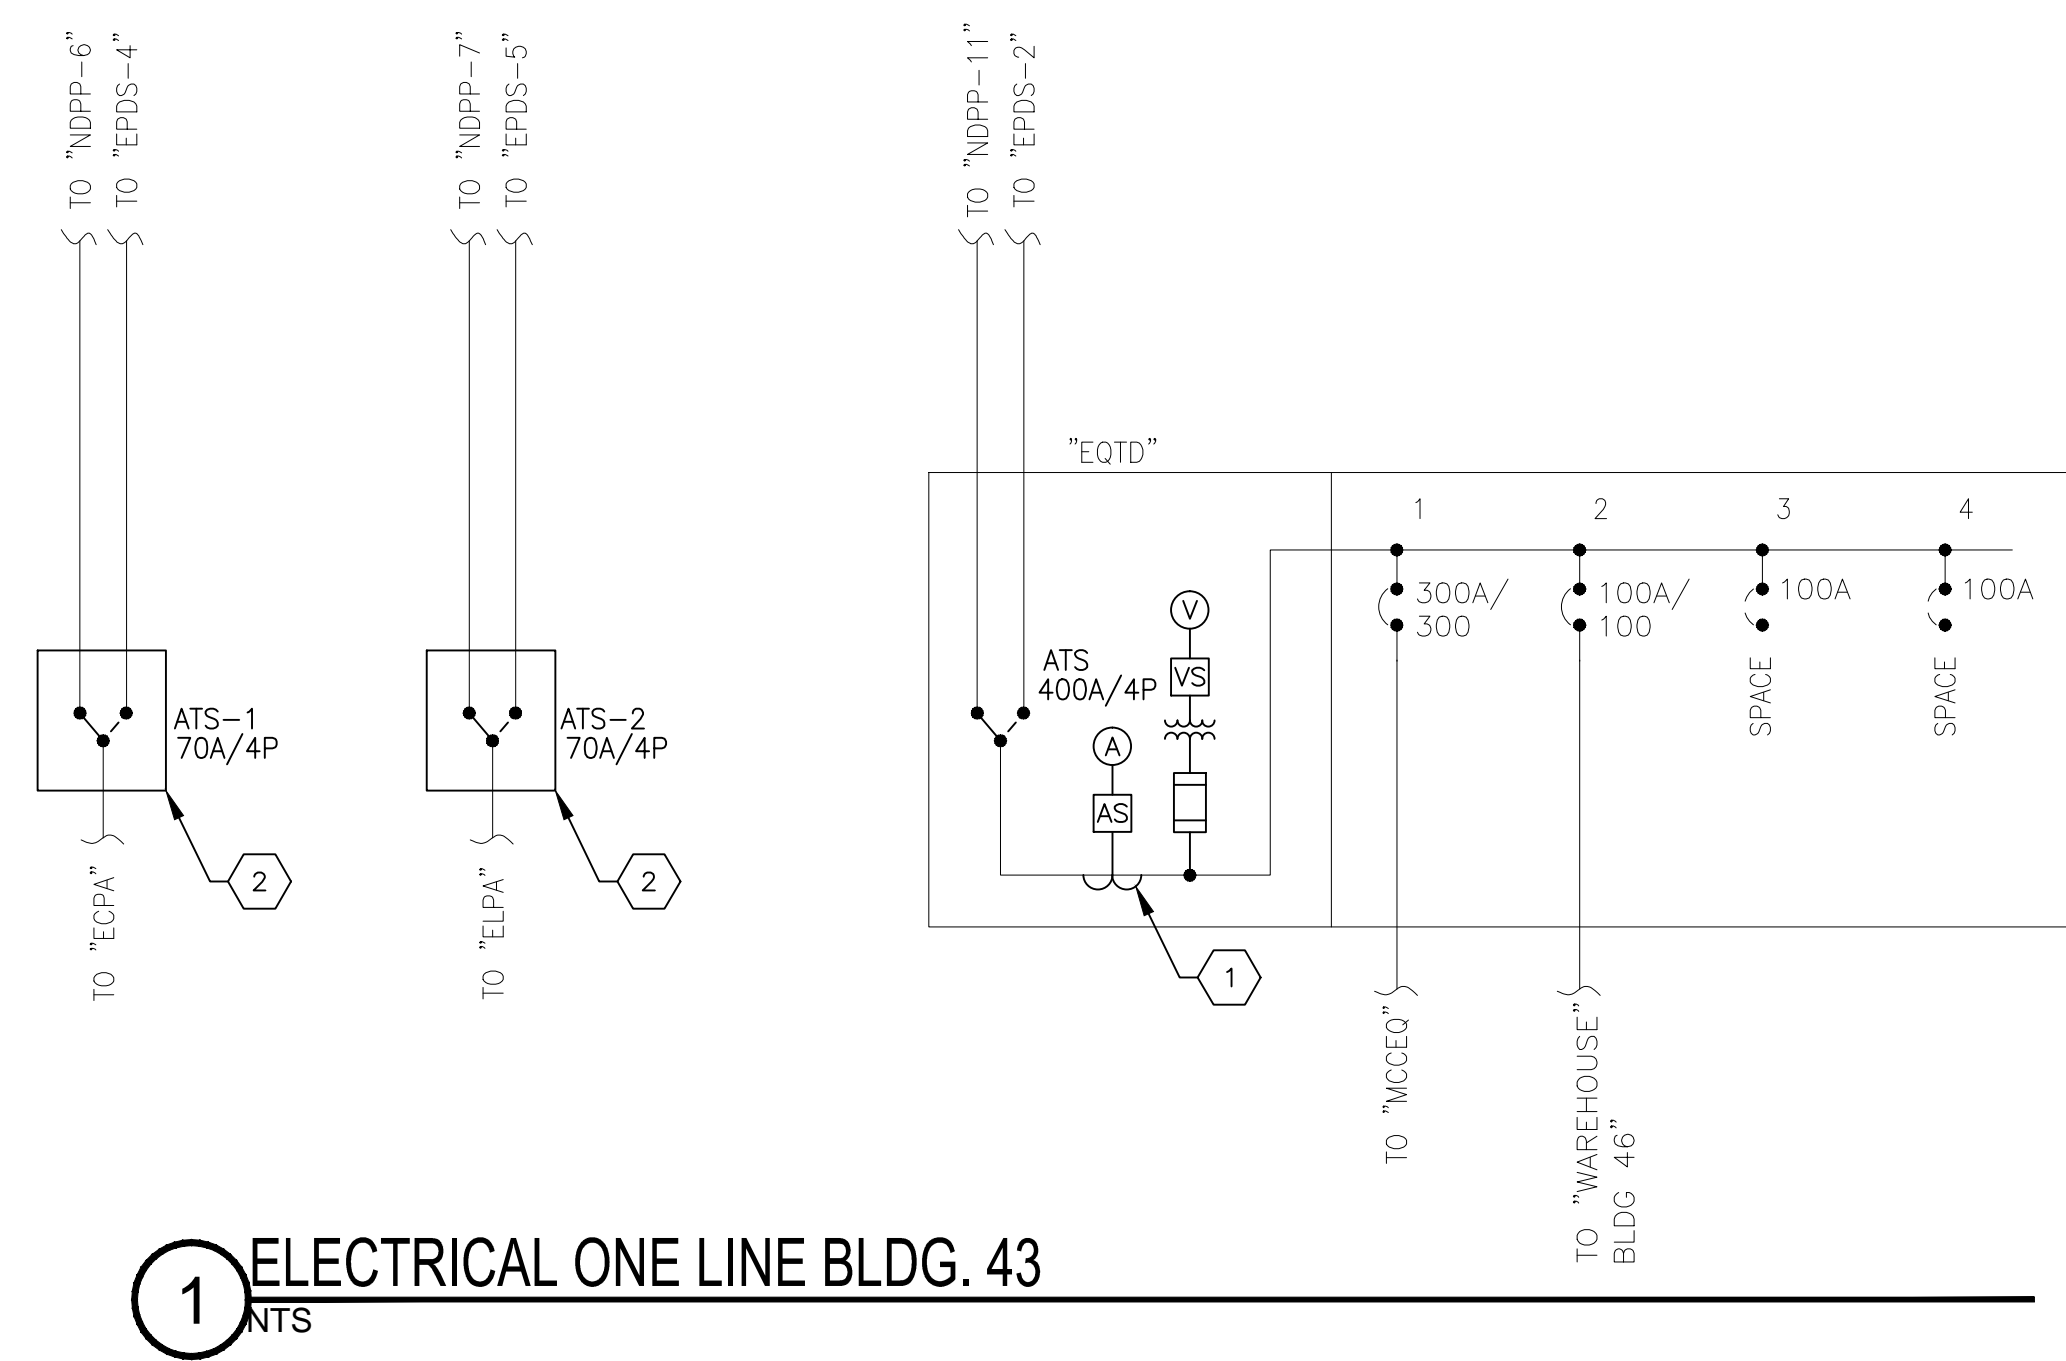 TO "NDPP-6"
TO "EPDS-4"
TO "NDPP-7"
TO "EPDS-5"
TO "NDPP-11"
TO "EPDS-2"
"EQTD"
1
2
3
4
300A/
300
100A/
100
100A
100A
SPACE
SPACE
V
VS
ATS
400A/4P
A
AS
ATS-1
70A/4P
ATS-2
70A/4P
2
2
1
TO "ECPA"
TO "ELPA"
TO "MCCEQ"
TO "WAREHOUSE"
BLDG 46"
1
ELECTRICAL ONE LINE BLDG. 43
NTS